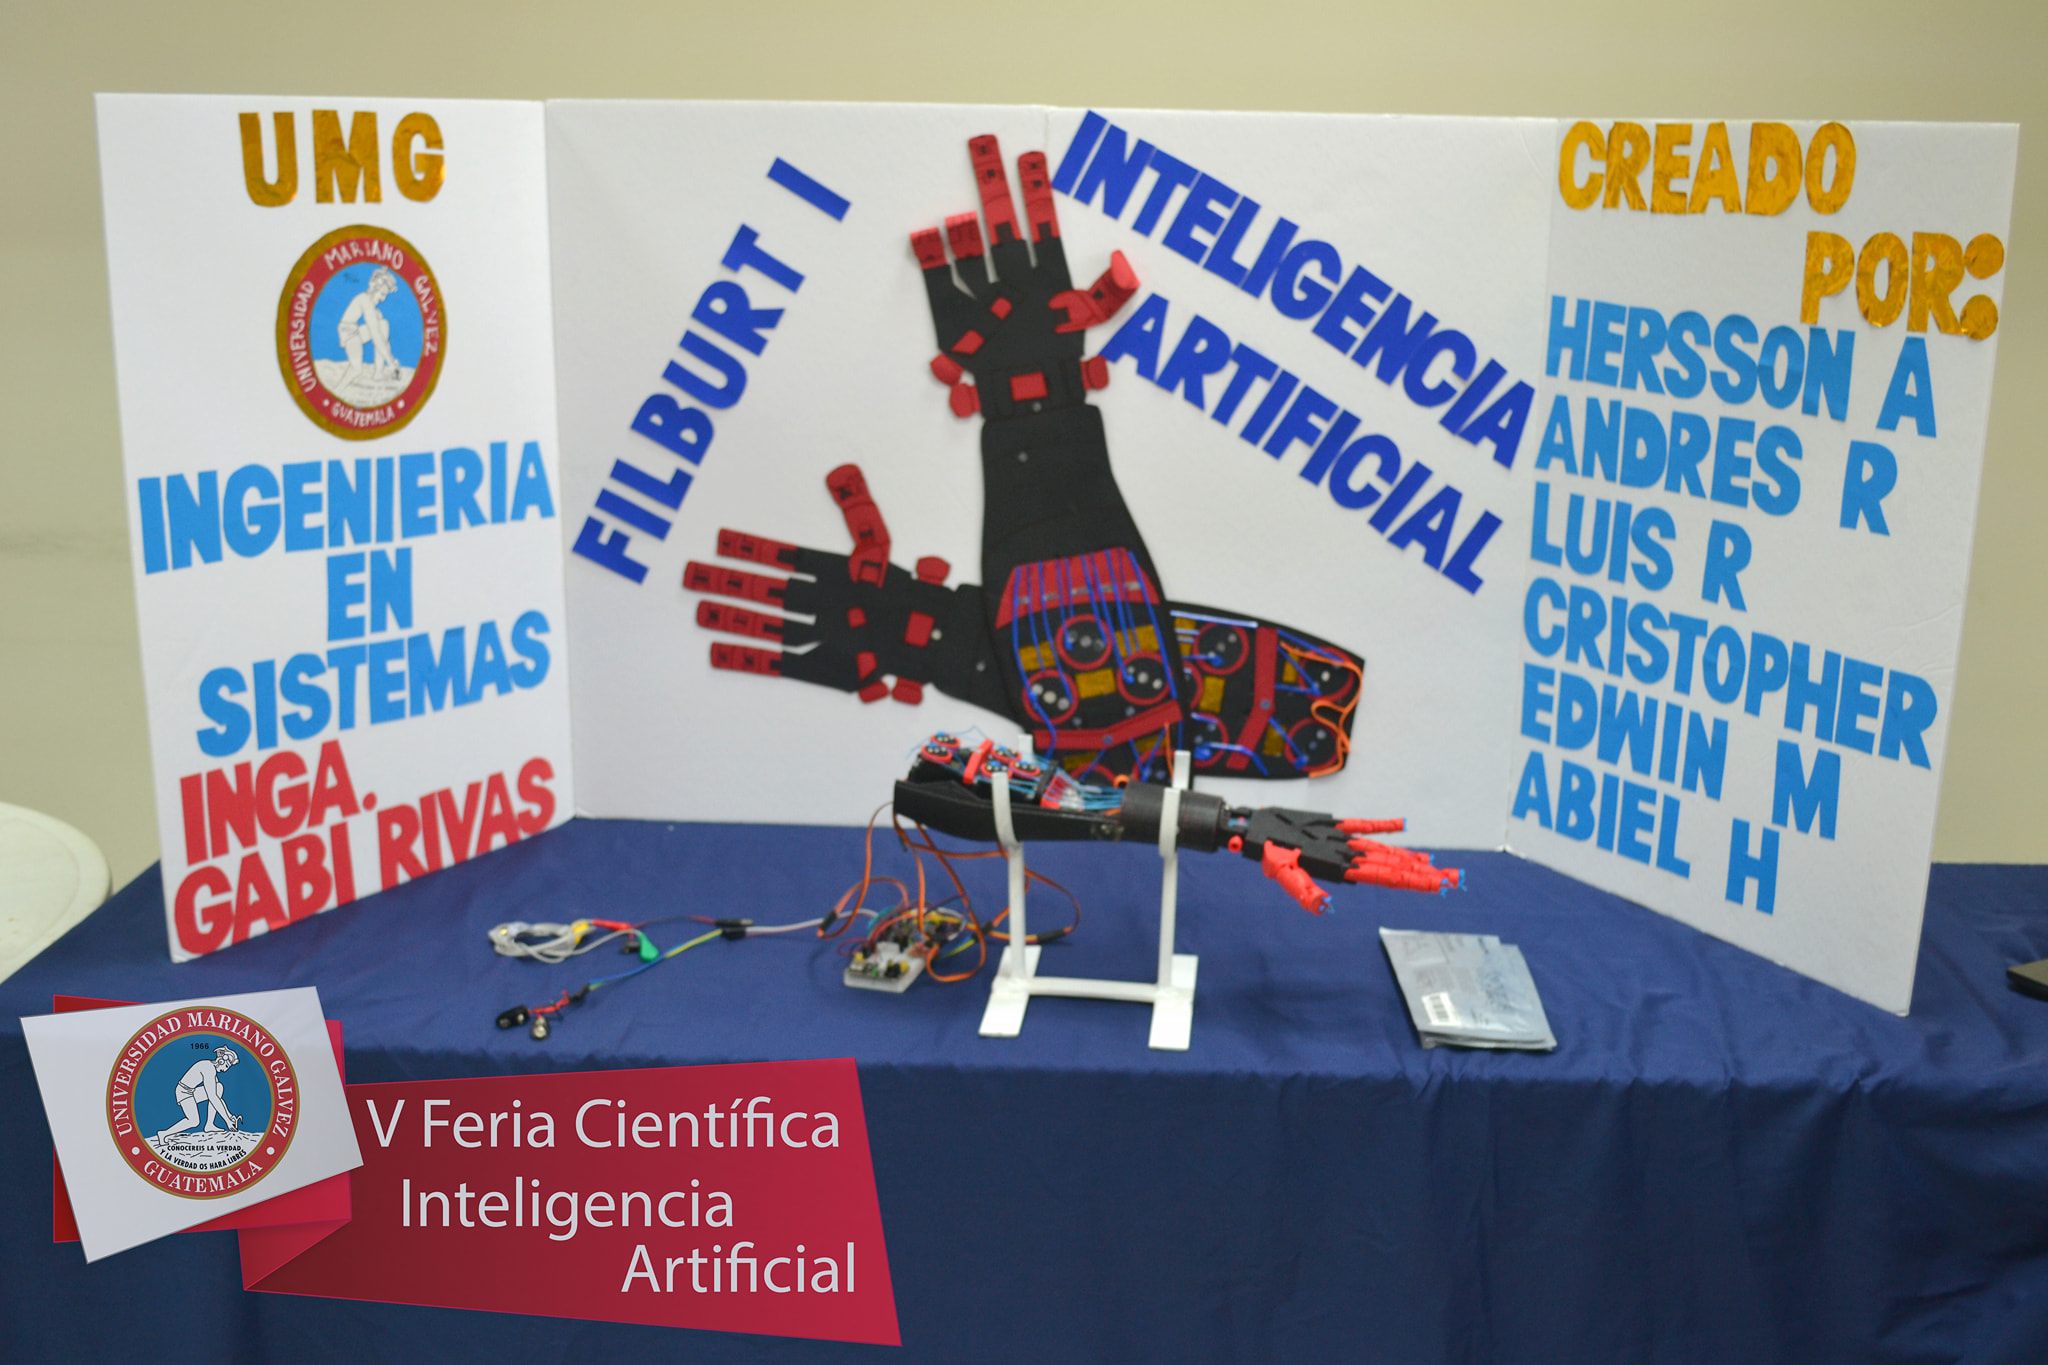 UMG
UNIVERSIDAD MARIANO GALVEZ
GUATEMALA
INGENIERIA
EN
SISTEMAS
INGA.
GABI RIVAS
FILBURT I
INTELIGENCIA
ARTIFICIAL
CREADO
POR:
HERSSON A
ANDRES R
LUIS R
CRISTOPHER
EDWIN M
ABIEL H
UNIVERSIDAD MARIANO GALVEZ
1966
CONOCEREIS LA VERDAD
Y LA VERDAD OS HARA LIBRES
GUATEMALA
V Feria Científica
Inteligencia
Artificial